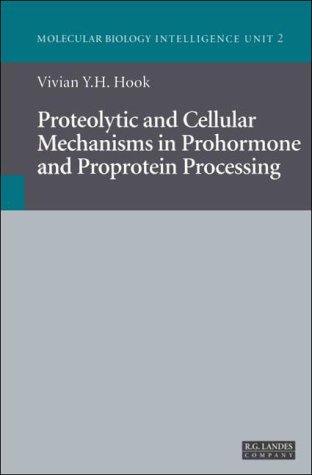 MOLECULAR BIOLOGY INTELLIGENCE UNIT 2
Vivian Y.H. Hook
Proteolytic and Cellular
Mechanisms in Prohormone
and Proprotein Processing
R.G. LANDES
COMPANY